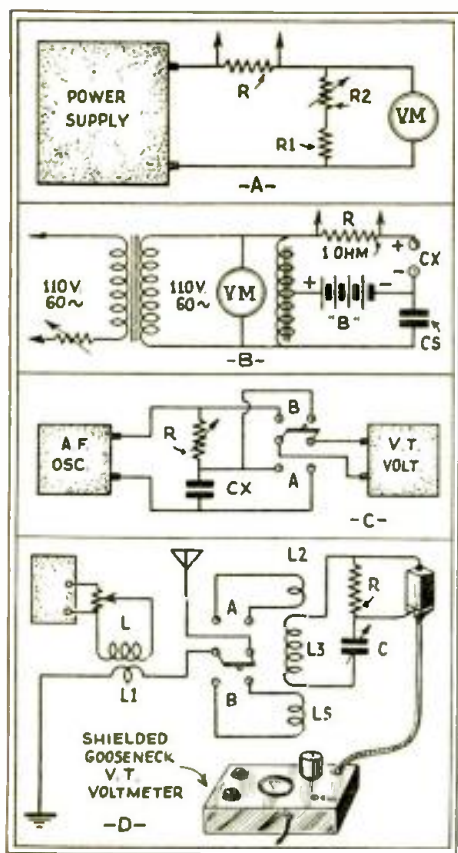 POWER
SUPPLY
R
R2
R1
VM
-A-
110V.
60~
110V.
60~
VM
R
1 OHM
+
-
CX
+
-
"B"
CS
-B-
A.F.
OSC
R
CX
B
A
V.T.
VOLT
-C-
L
L1
A
B
L2
L3
LS
R
C
SHIELDED
GOOSENECK
V.T.
VOLTMETER
-D-